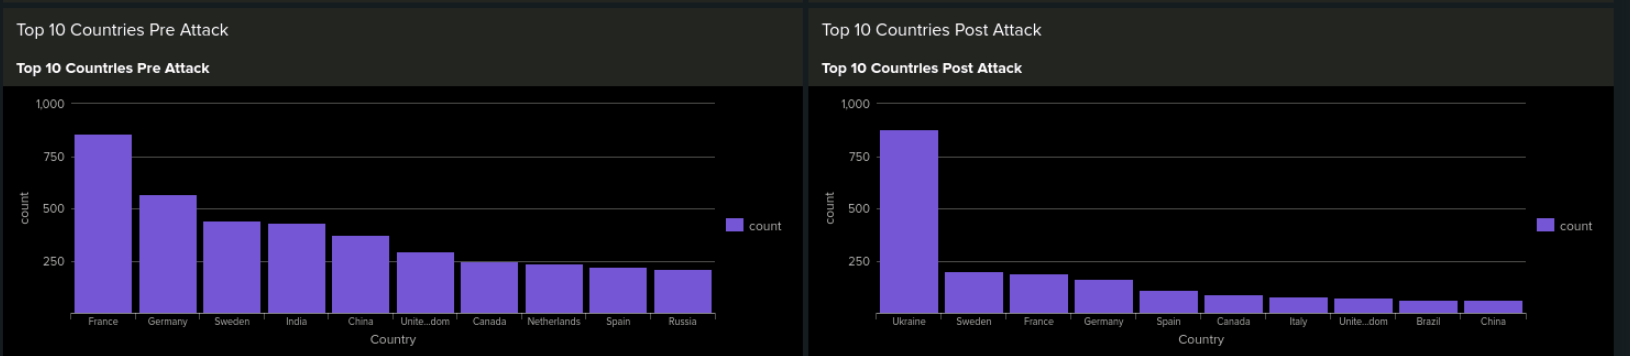 Top 10 Countries Pre Attack
Top 10 Countries Pre Attack
1,000
750
500
250
count
France Germany Sweden India China Unite...dom Canada Netherlands Spain Russia
Country
count
Top 10 Countries Post Attack
Top 10 Countries Post Attack
1,000
750
500
250
count
Ukraine Sweden France Germany Spain Canada Italy Unite...dom Brazil China
Country
count